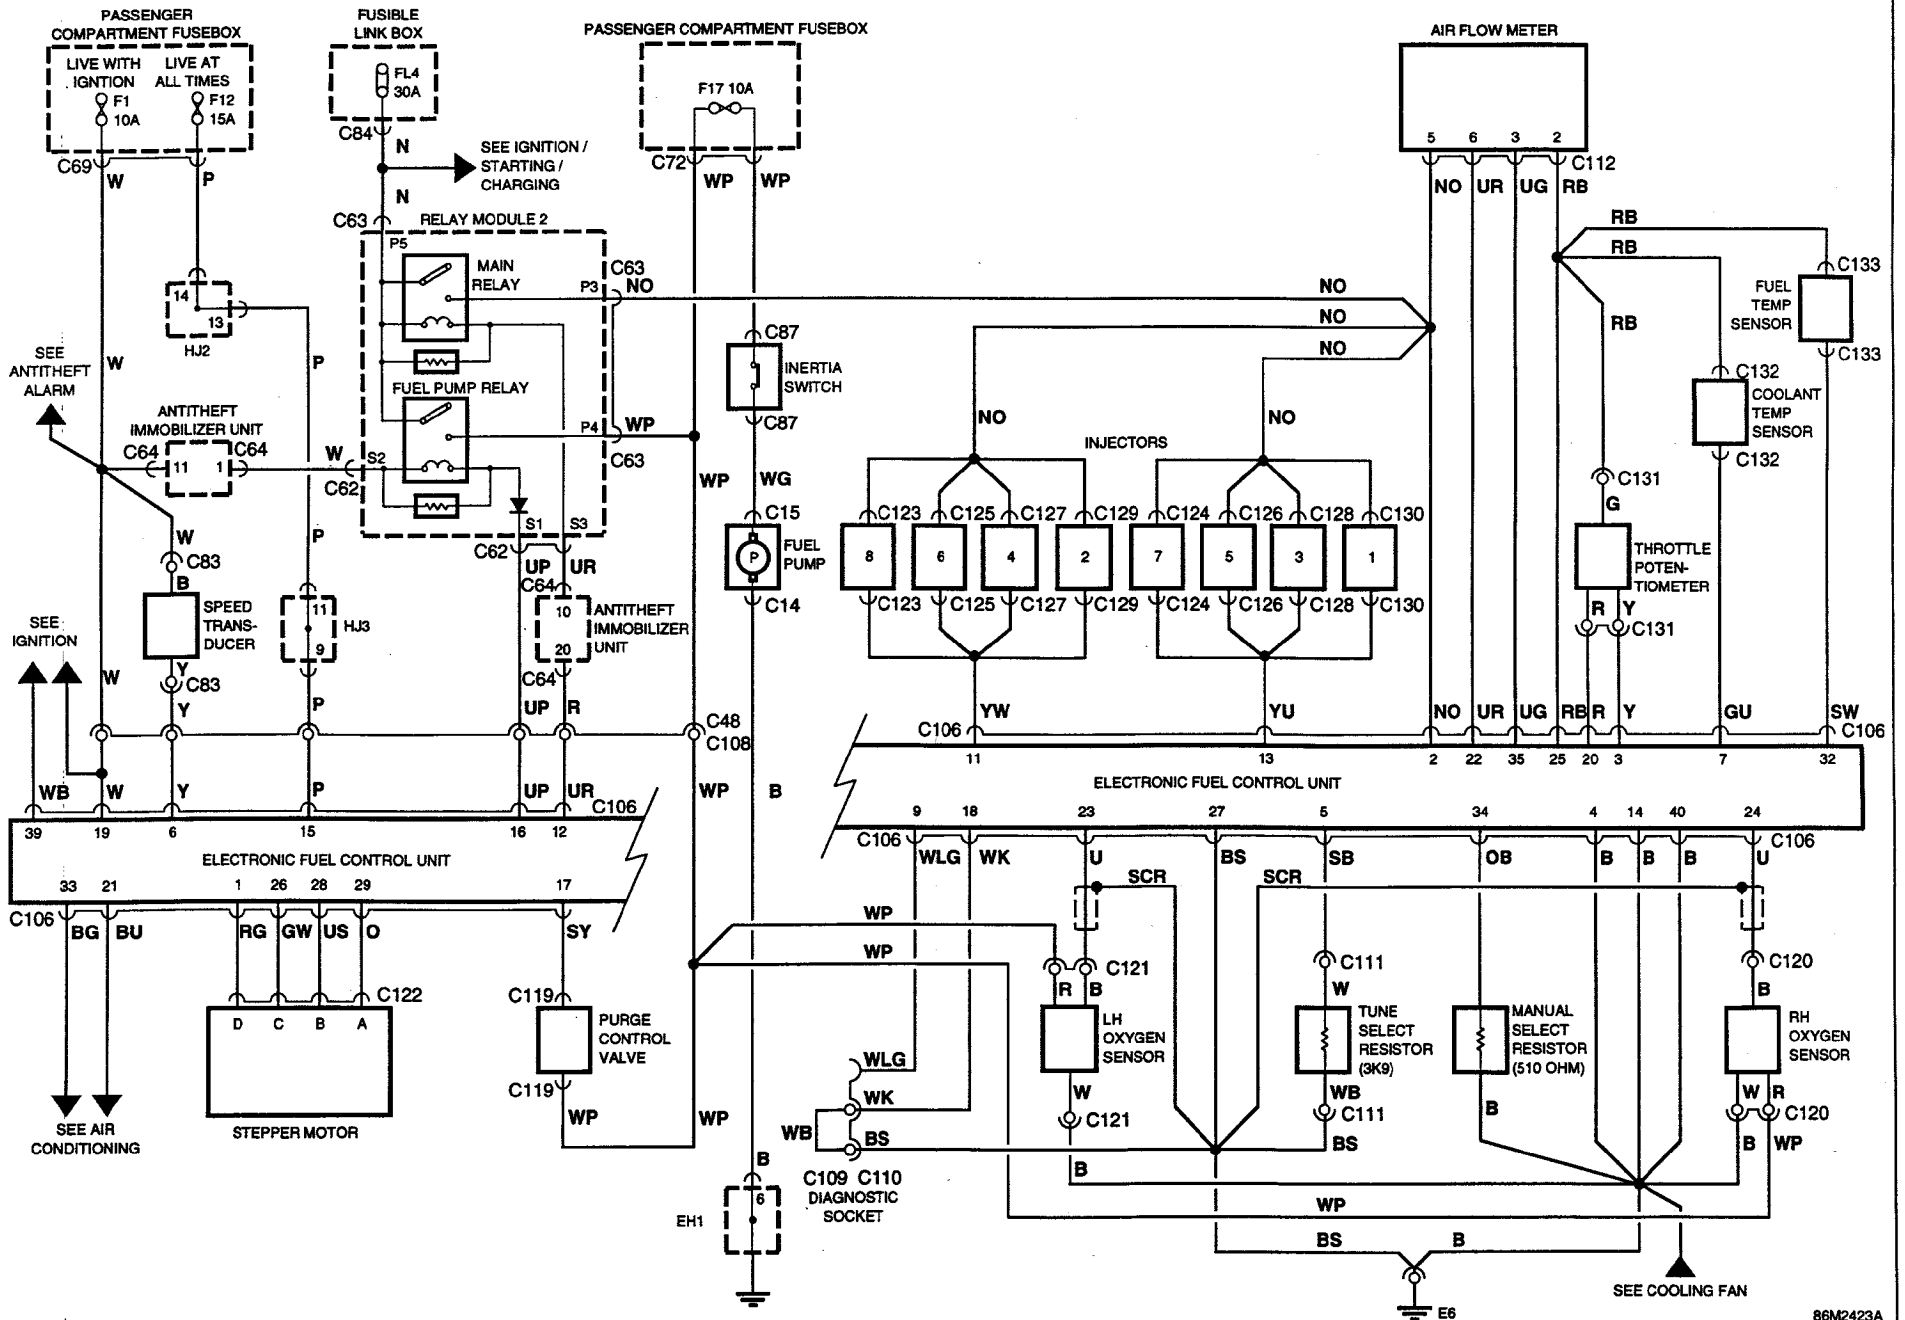 PASSENGER
COMPARTMENT FUSEBOX
LIVE WITH
IGNTION
LIVE AT
ALL TIMES
F1
10A
F12
15A
C69
W
P
FUSIBLE
LINK BOX
FL4
30A
C84
N
SEE IGNITION /
STARTING /
CHARGING
N
C63
RELAY MODULE 2
P5
MAIN
RELAY
P3
C63
NO
FUEL PUMP RELAY
P4
WP
C63
S2
S1
S3
C62
UP
UR
PASSENGER COMPARTMENT FUSEBOX
F17 10A
C72
WP
WP
C87
INERTIA
SWITCH
C87
WP
WG
C15
P
FUEL
PUMP
C14
14
13
HJ2
W
P
SEE
ANTITHEFT
ALARM
ANTITHEFT
IMMOBILIZER UNIT
C64
11
1
C64
W
C62
W
C83
B
SPEED
TRANS-
DUCER
Y
C83
Y
P
11
9
HJ3
P
C64
10
20
ANTITHEFT
IMMOBILIZER
UNIT
C64
UP
R
SEE
IGNITION
W
C48
C108
WB
W
Y
P
UP
UR
C106
WP
B
39
19
6
15
16
12
ELECTRONIC FUEL CONTROL UNIT
33
21
1
26
28
29
17
C106
BG
BU
RG
GW
US
O
SY
C122
D
C
B
A
STEPPER MOTOR
SEE AIR
CONDITIONING
C119
PURGE
CONTROL
VALVE
C119
WP
WP
B
6
EH1
AIR FLOW METER
5
6
3
2
C112
NO
UR
UG
RB
RB
RB
RB
C133
FUEL
TEMP
SENSOR
C133
C132
COOLANT
TEMP
SENSOR
C132
NO
NO
NO
NO
NO
INJECTORS
C123
C125
C127
C129
C124
C126
C128
C130
8
6
4
2
7
5
3
1
C123
C125
C127
C129
C124
C126
C128
C130
C131
G
THROTTLE
POTEN-
TIOMETER
R
Y
C131
C106
YW
YU
NO
UR
UG
RB
R
Y
GU
SW
C106
11
13
2
22
35
25
20
3
7
32
ELECTRONIC FUEL CONTROL UNIT
9
18
23
27
5
34
4
14
40
24
C106
WLG
WK
U
BS
SB
OB
B
B
B
U
C106
SCR
SCR
WP
WP
C121
R
B
LH
OXYGEN
SENSOR
W
C121
B
C111
W
TUNE
SELECT
RESISTOR
(3K9)
WB
C111
BS
MANUAL
SELECT
RESISTOR
(510 OHM)
B
C120
B
RH
OXYGEN
SENSOR
W
R
C120
B
WP
WLG
WK
WB
BS
C109 C110
DIAGNOSTIC
SOCKET
WP
BS
B
E6
SEE COOLING FAN
86M2423A